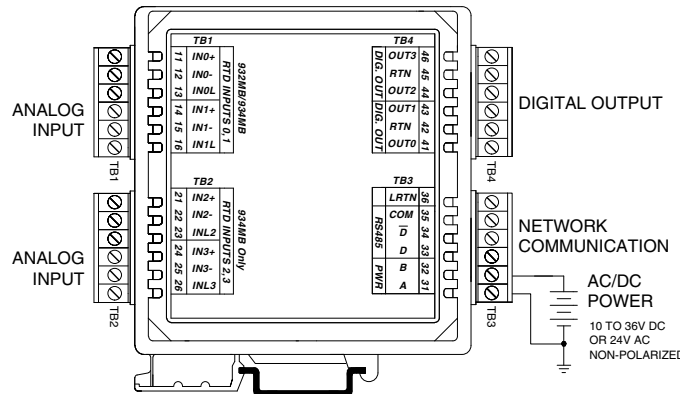 TB1
11 IN0+
12 IN0-
13 IN0L
14 IN1+
15 IN1-
16 IN1L
RTD INPUTS 0,1
932MB/934MB
TB4
OUT3 46
RTN 45
OUT2 44
OUT1 43
RTN 42
OUT0 41
DIG. OUT
DIG. OUT
ANALOG
INPUT
TB1
DIGITAL OUTPUT
TB4
TB2
21 IN2+
22 IN2-
23 INL2
24 IN3+
25 IN3-
26 INL3
RTD INPUTS 2,3
934MB Only
TB3
LRTN 36
COM 35
D̅ 34
D 33
B 32
A 31
RS485
PWR
ANALOG
INPUT
TB2
NETWORK
COMMUNICATION
TB3
AC/DC
POWER
10 TO 36V DC
OR 24V AC
NON-POLARIZED